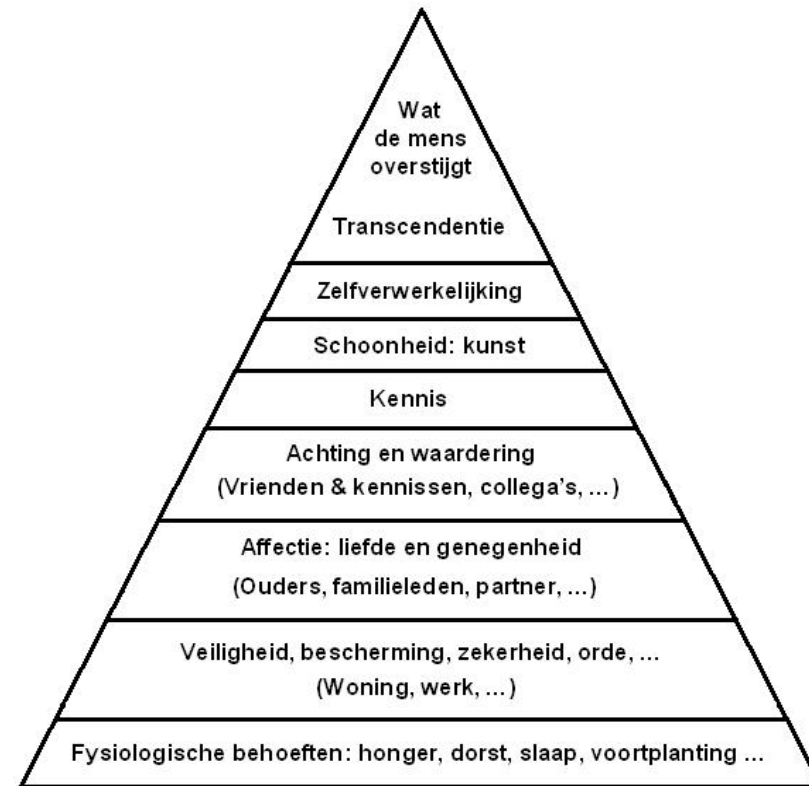 Wat
de mens
overstijgt
Transcendentie
Zelfverwerkelijking
Schoonheid: kunst
Kennis
Achting en waardering
(Vrienden & kennissen, collega's, ...)
Affectie: liefde en genegenheid
(Ouders, familieleden, partner, ...)
Veiligheid, bescherming, zekerheid, orde, ...
(Woning, werk, ...)
Fysiologische behoeften: honger, dorst, slaap, voortplanting ...